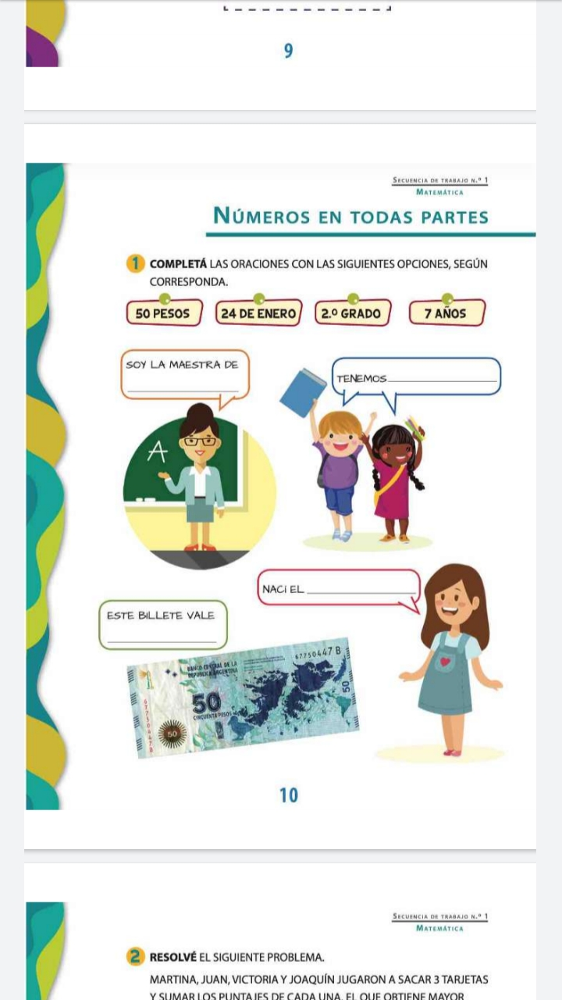 9
SECUENCIA DE TRABAJO N.º 1
MATEMÁTICA
NÚMEROS EN TODAS PARTES
1 COMPLETÁ LAS ORACIONES CON LAS SIGUIENTES OPCIONES, SEGÚN
CORRESPONDA.
50 PESOS 24 DE ENERO 2.º GRADO 7 AÑOS
SOY LA MAESTRA DE
TENEMOS
A
NACÍ EL
ESTE BILLETE VALE
67750447 B
BANCO CENTRAL DE LA
REPÚBLICA ARGENTINA
50
CINCUENTA PESOS
50
50
67750447B
10
SECUENCIA DE TRABAJO N.º 1
MATEMÁTICA
2 RESOLVÉ EL SIGUIENTE PROBLEMA.
MARTINA, JUAN, VICTORIA Y JOAQUÍN JUGARON A SACAR 3 TARJETAS
Y SUMAR LOS PUNTAJES DE CADA UNA. EL QUE OBTIENE MAYOR